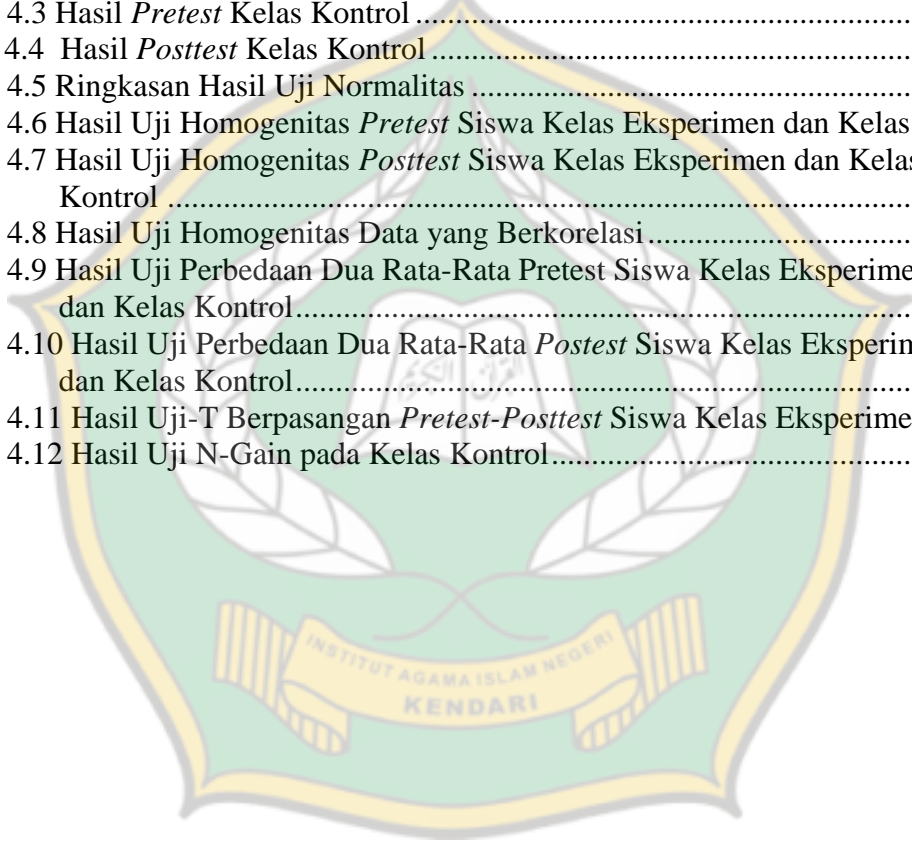 4.3 Hasil Pretest Kelas Kontrol ........................................................................
4.4 Hasil Posttest Kelas Kontrol ......................................................................
4.5 Ringkasan Hasil Uji Normalitas ................................................................
4.6 Hasil Uji Homogenitas Pretest Siswa Kelas Eksperimen dan Kelas
4.7 Hasil Uji Homogenitas Posttest Siswa Kelas Eksperimen dan Kelas
Kontrol ............................................................................................................
4.8 Hasil Uji Homogenitas Data yang Berkorelasi ......................................
4.9 Hasil Uji Perbedaan Dua Rata-Rata Pretest Siswa Kelas Eksperime
dan Kelas Kontrol ..........................................................................................
4.10 Hasil Uji Perbedaan Dua Rata-Rata Postest Siswa Kelas Eksperim
dan Kelas Kontrol ..........................................................................................
4.11 Hasil Uji-T Berpasangan Pretest-Posttest Siswa Kelas Eksperime
4.12 Hasil Uji N-Gain pada Kelas Kontrol ....................................................
INSTITUT AGAMA ISLAM NEGERI
KENDARI